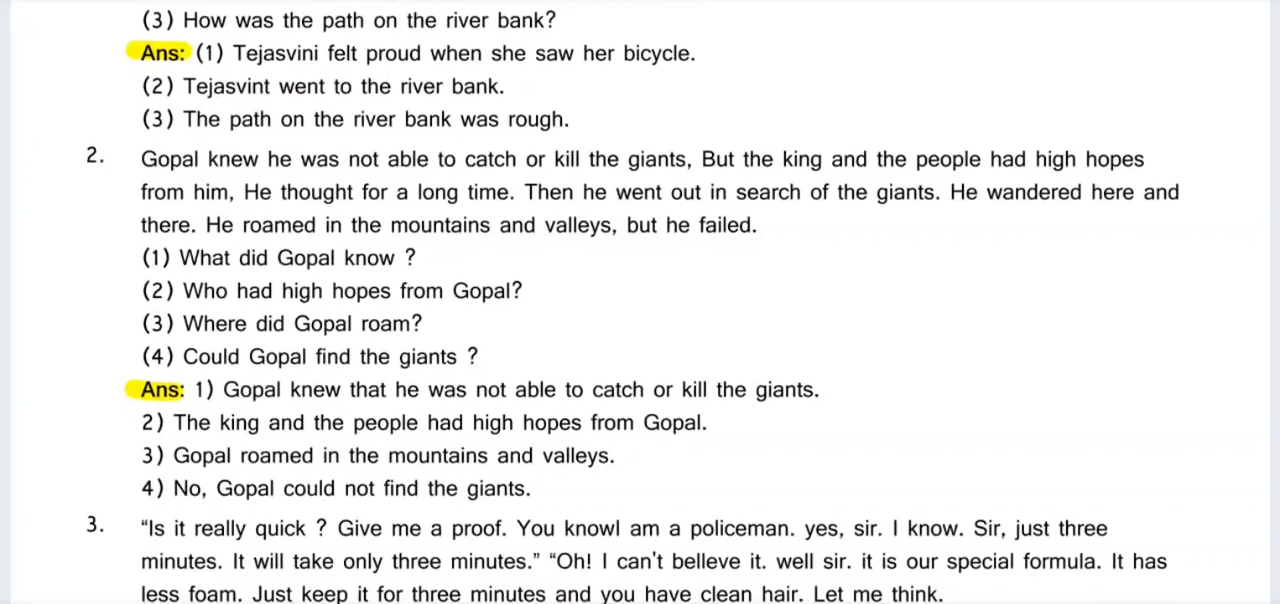 (3) How was the path on the river bank?
Ans: (1) Tejasvini felt proud when she saw her bicycle.
(2) Tejasvint went to the river bank.
(3) The path on the river bank was rough.
2. Gopal knew he was not able to catch or kill the giants, But the king and the people had high hopes
from him, He thought for a long time. Then he went out in search of the giants. He wandered here and
there. He roamed in the mountains and valleys, but he failed.
(1) What did Gopal know ?
(2) Who had high hopes from Gopal?
(3) Where did Gopal roam?
(4) Could Gopal find the giants ?
Ans: 1) Gopal knew that he was not able to catch or kill the giants.
2) The king and the people had high hopes from Gopal.
3) Gopal roamed in the mountains and valleys.
4) No, Gopal could not find the giants.
3. “Is it really quick ? Give me a proof. You knowI am a policeman. yes, sir. I know. Sir, just three
minutes. It will take only three minutes.” “Oh! I can't belleve it. well sir. it is our special formula. It has
less foam. Just keep it for three minutes and you have clean hair. Let me think.